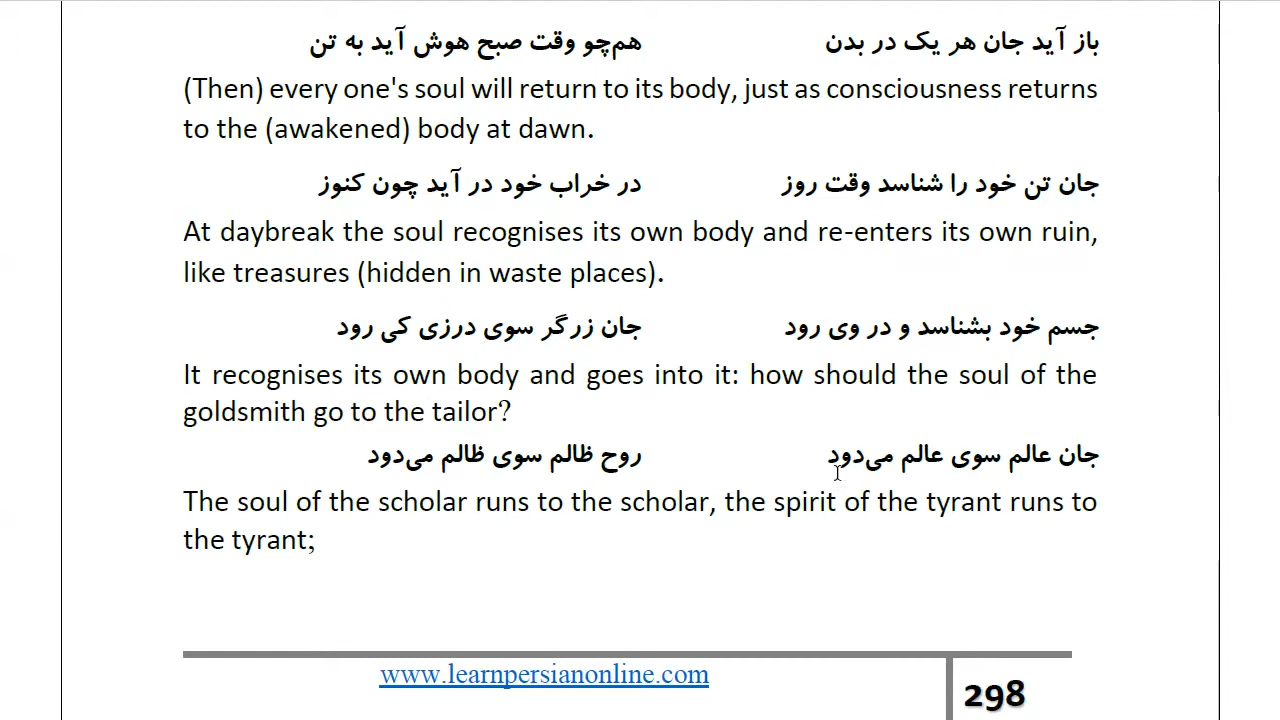 باز آید جان هر یک در بدن هم‌چو وقت صبح هوش آید به تن
(Then) every one's soul will return to its body, just as consciousness returns
to the (awakened) body at dawn.
جان تن خود را شناسد وقت روز در خراب خود در آید چون کنوز
At daybreak the soul recognises its own body and re-enters its own ruin,
like treasures (hidden in waste places).
جسم خود بشناسد و در وی رود جان زرگر سوی درزی کی رود
It recognises its own body and goes into it: how should the soul of the
goldsmith go to the tailor?
جان عالم سوی عالم می‌دود روح ظالم سوی ظالم می‌دود
The soul of the scholar runs to the scholar, the spirit of the tyrant runs to
the tyrant;
www.learnpersianonline.com
298